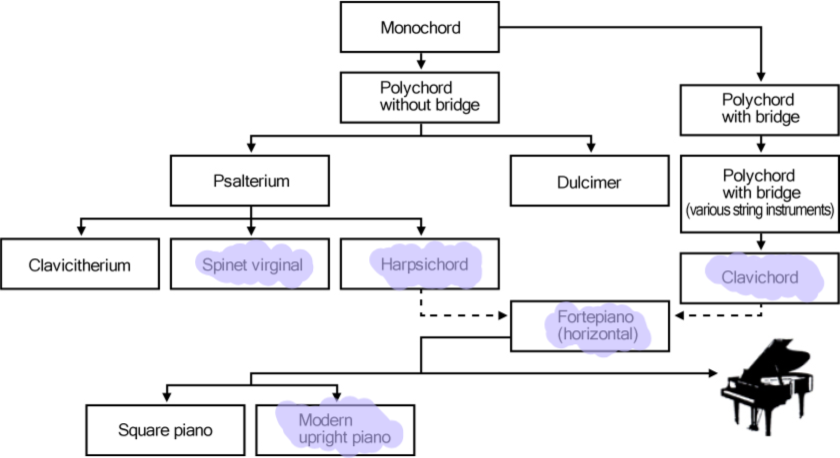 Monochord
Polychord
without bridge
Polychord
with bridge
Psalterium
Dulcimer
Polychord
with bridge
(various string instruments)
Clavicitherium
Spinet virginal
Harpsichord
Clavichord
Fortepiano
(horizontal)
Square piano
Modern
upright piano